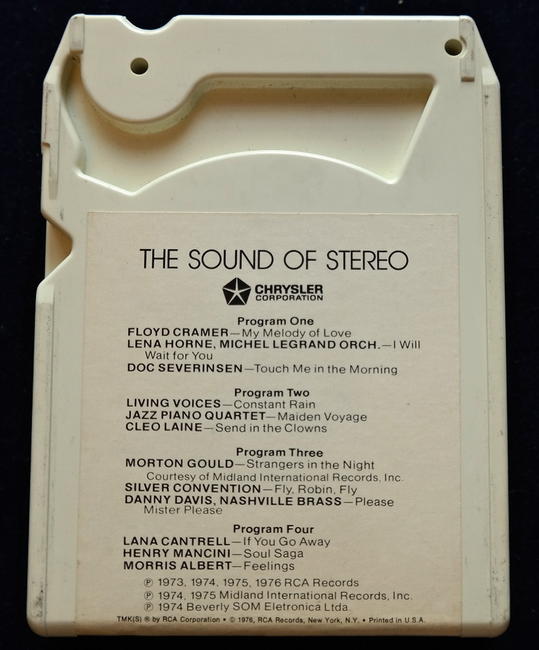 THE SOUND OF STEREO
CHRYSLER
CORPORATION
Program One
FLOYD CRAMER—My Melody of Love
LENA HORNE, MICHEL LEGRAND ORCH.—I Will
Wait for You
DOC SEVERINSEN—Touch Me in the Morning
Program Two
LIVING VOICES—Constant Rain
JAZZ PIANO QUARTET—Maiden Voyage
CLEO LAINE—Send in the Clowns
Program Three
MORTON GOULD—Strangers in the Night
Courtesy of Midland International Records, Inc.
SILVER CONVENTION—Fly, Robin, Fly
DANNY DAVIS, NASHVILLE BRASS—Please
Mister Please
Program Four
LANA CANTRELL—If You Go Away
HENRY MANCINI—Soul Saga
MORRIS ALBERT—Feelings
℗ 1973, 1974, 1975, 1976 RCA Records
℗ 1974, 1975 Midland International Records, Inc.
℗ 1974 Beverly SOM Eletronica Ltda.
TMK(S) ® by RCA Corporation • © 1976, RCA Records, New York, N.Y. • Printed in U.S.A.